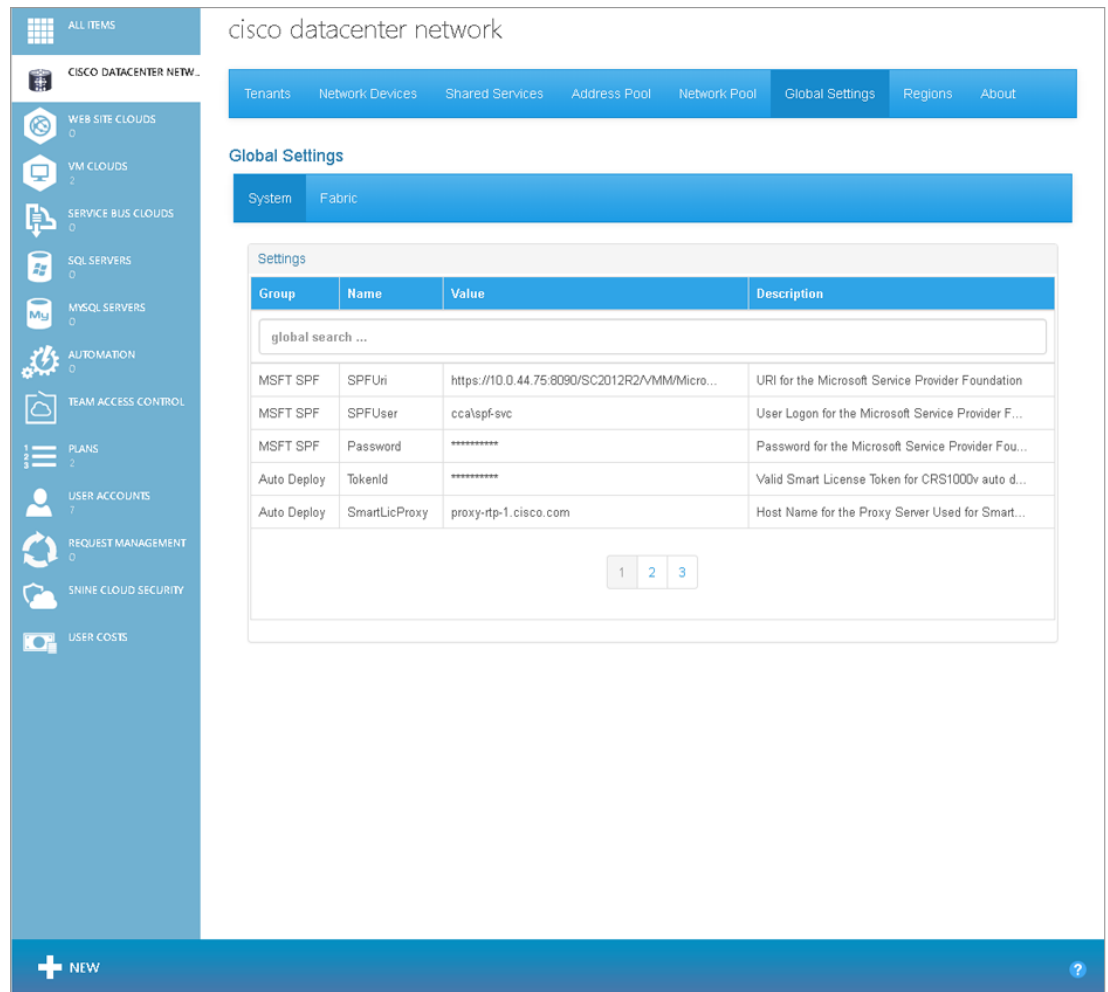 ALL ITEMS
CISCO DATACENTER NETW..
WEB SITE CLOUDS
0
VM CLOUDS
2
SERVICE BUS CLOUDS
0
SQL SERVERS
0
My
MYSQL SERVERS
0
AUTOMATION
0
TEAM ACCESS CONTROL
1
2
3
PLANS
2
USER ACCOUNTS
7
REQUEST MANAGEMENT
0
5NINE CLOUD SECURITY
USER COSTS
cisco datacenter network
Tenants Network Devices Shared Services Address Pool Network Pool Global Settings Regions About
Global Settings
System Fabric
Settings
Group Name Value Description
global search ...
MSFT SPF SPFUri https://10.0.44.75:8090/SC2012R2/VMM/Micro... URI for the Microsoft Service Provider Foundation
MSFT SPF SPFUser cca\spf-svc User Logon for the Microsoft Service Provider F...
MSFT SPF Password ********** Password for the Microsoft Service Provider Fou...
Auto Deploy TokenId ********** Valid Smart License Token for CRS1000v auto d...
Auto Deploy SmartLicProxy proxy-rtp-1.cisco.com Host Name for the Proxy Server Used for Smart...
1 2 3
NEW
?